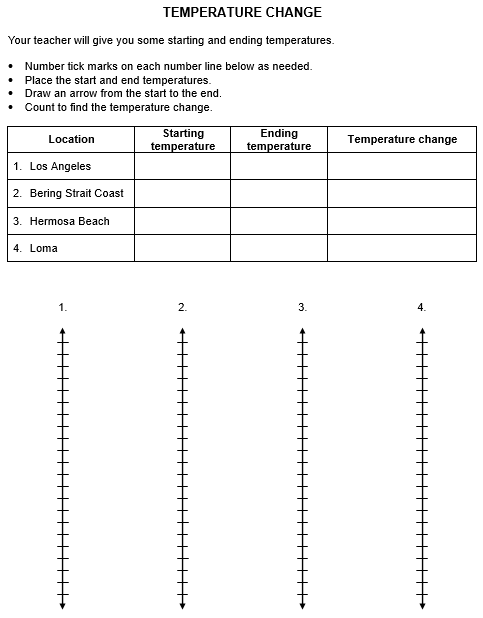 TEMPERATURE CHANGE
Your teacher will give you some starting and ending temperatures.
• Number tick marks on each number line below as needed.
• Place the start and end temperatures.
• Draw an arrow from the start to the end.
• Count to find the temperature change.
Location Starting temperature Ending temperature Temperature change
1. Los Angeles
2. Bering Strait Coast
3. Hermosa Beach
4. Loma
1. 2. 3. 4.